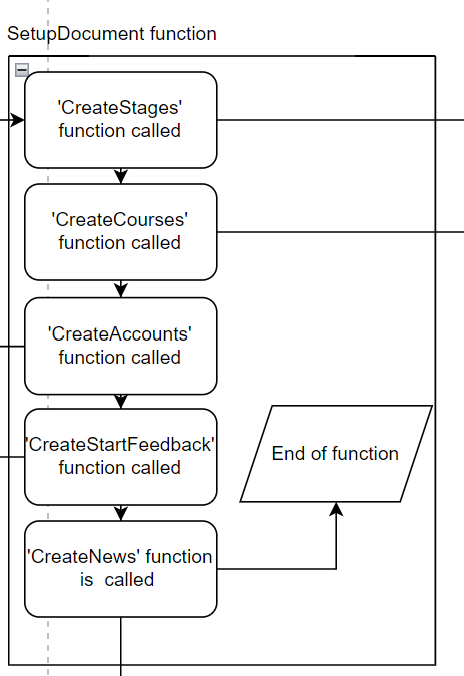 SetupDocument function
'CreateStages'
function called
'CreateCourses'
function called
'CreateAccounts'
function called
'CreateStartFeedback'
function called
End of function
'CreateNews' function
is called